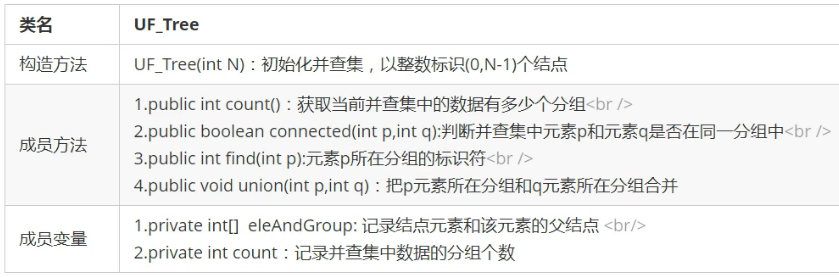 类名 UF_Tree
构造方法 UF_Tree(int N)：初始化并查集，以整数标识(0,N-1)个结点
1.public int count()：获取当前并查集中的数据有多少个分组<br />
2.public boolean connected(int p,int q):判断并查集中元素p和元素q是否在同一分组中<br />
成员方法
3.public int find(int p):元素p所在分组的标识符<br />
4.public void union(int p,int q)：把p元素所在分组和q元素所在分组合并
1.private int[]  eleAndGroup: 记录结点元素和该元素的父结点 <br/>
成员变量
2.private int count：记录并查集中数据的分组个数